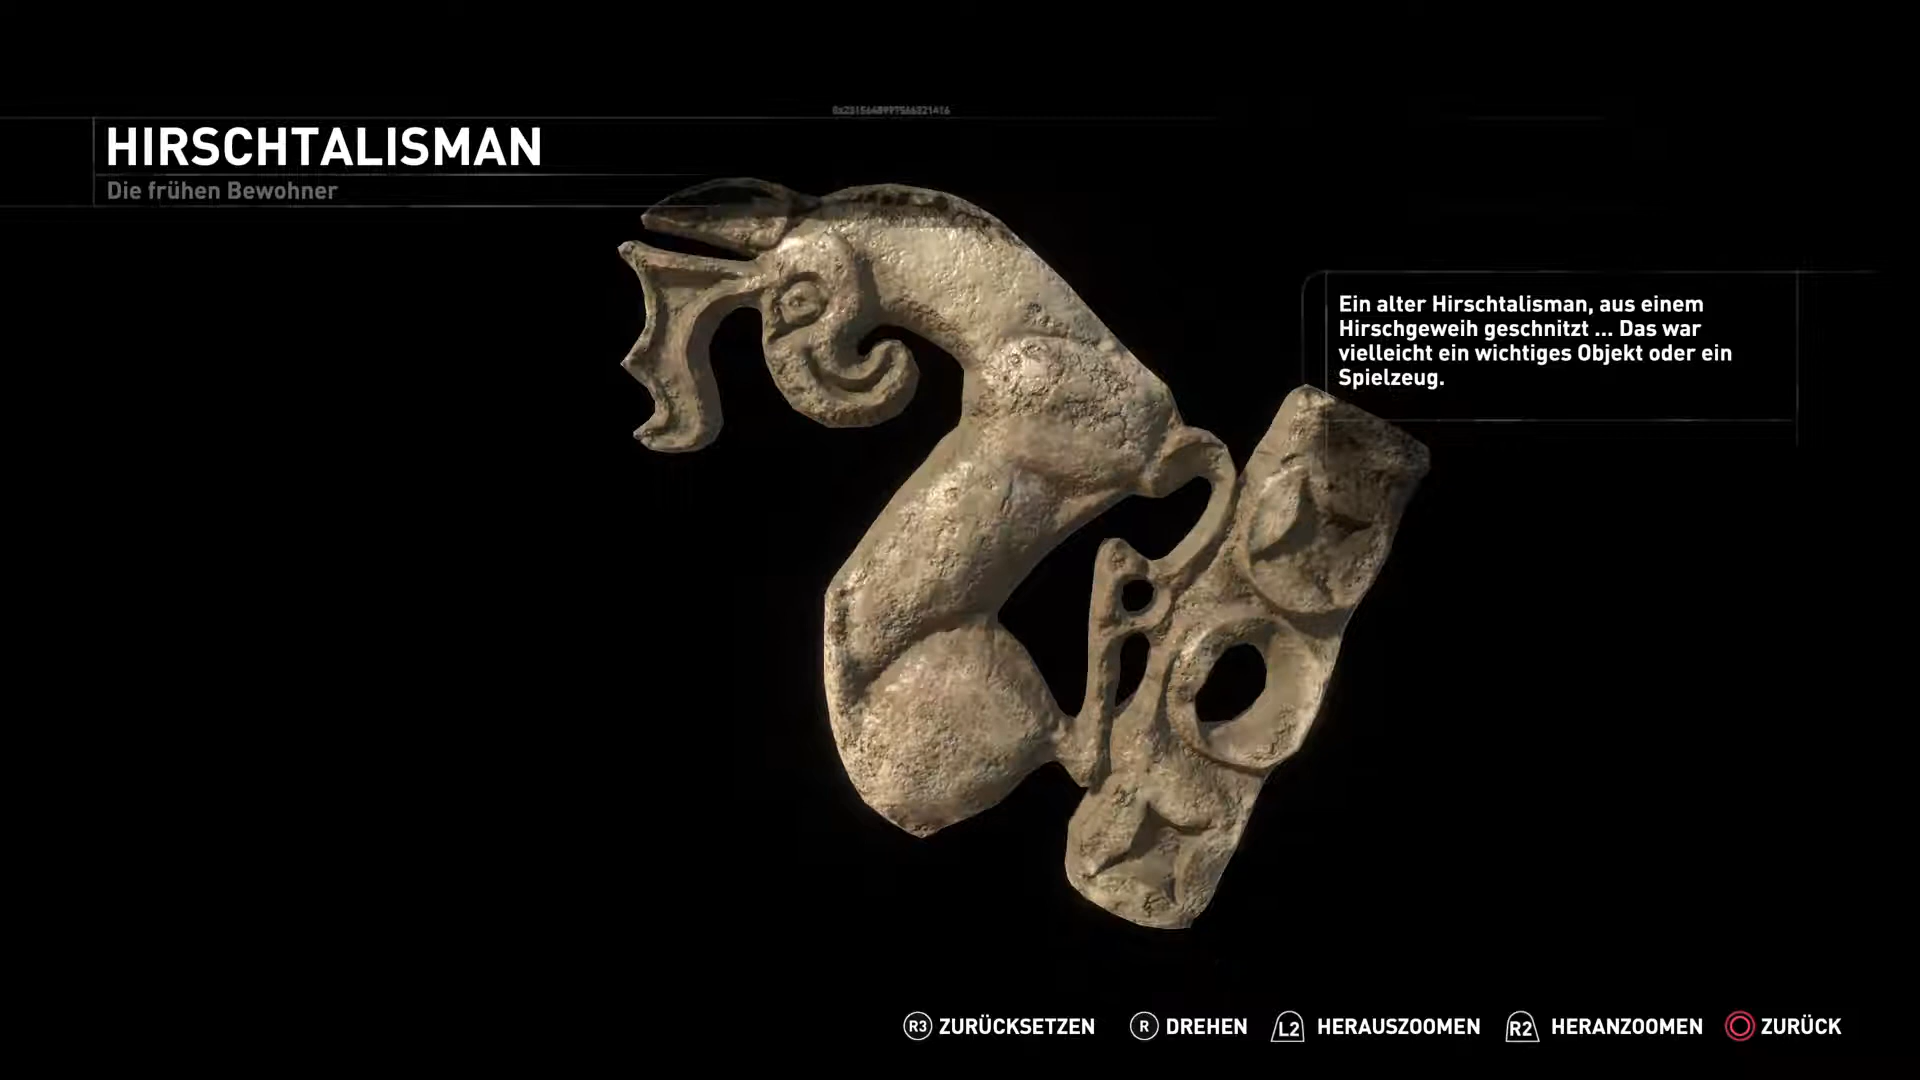 HIRSCHTALISMAN
Die frühen Bewohner
Ein alter Hirschtalisman, aus einem
Hirschgeweih geschnitzt ... Das war
vielleicht ein wichtiges Objekt oder ein
Spielzeug.
R3 ZURÜCKSETZEN R DREHEN L2 HERAUSZOOMEN R2 HERANZOOMEN ZURÜCK